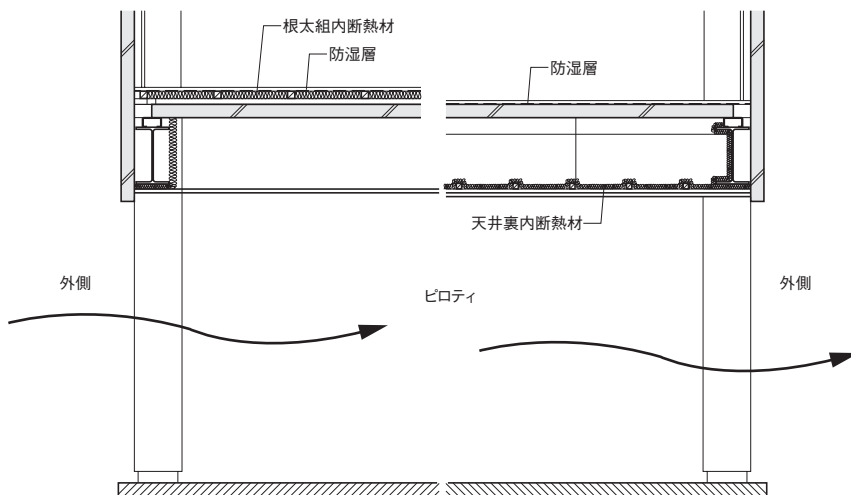 根太組内断熱材
防湿層
防湿層
天井裏内断熱材
外側
ピロティ
外側